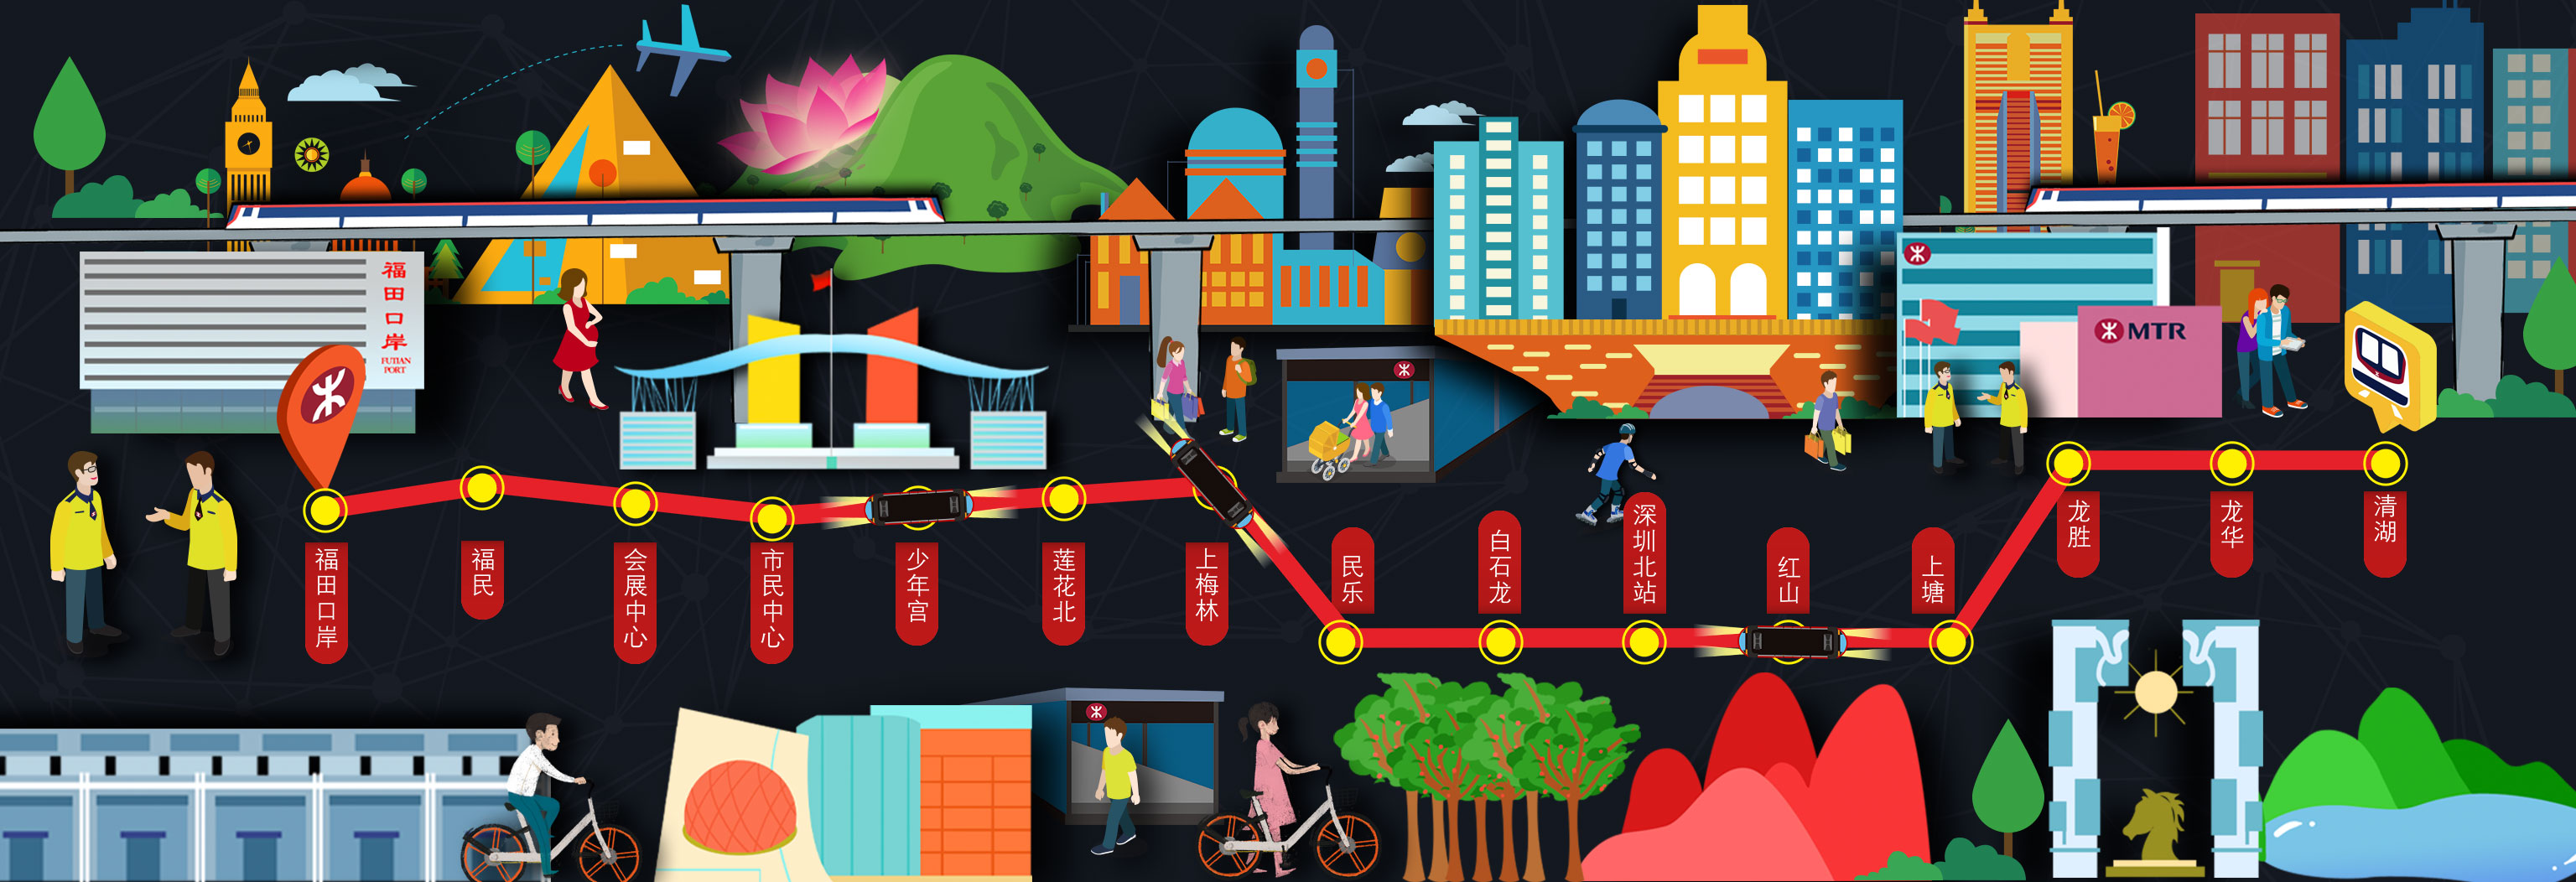 福田口岸
FUTIAN
PORT
MTR
福田口岸
福民
会展中心
市民中心
少年宫
莲花北
上梅林
民乐
白石龙
深圳北站
红山
上塘
龙胜
龙华
清湖